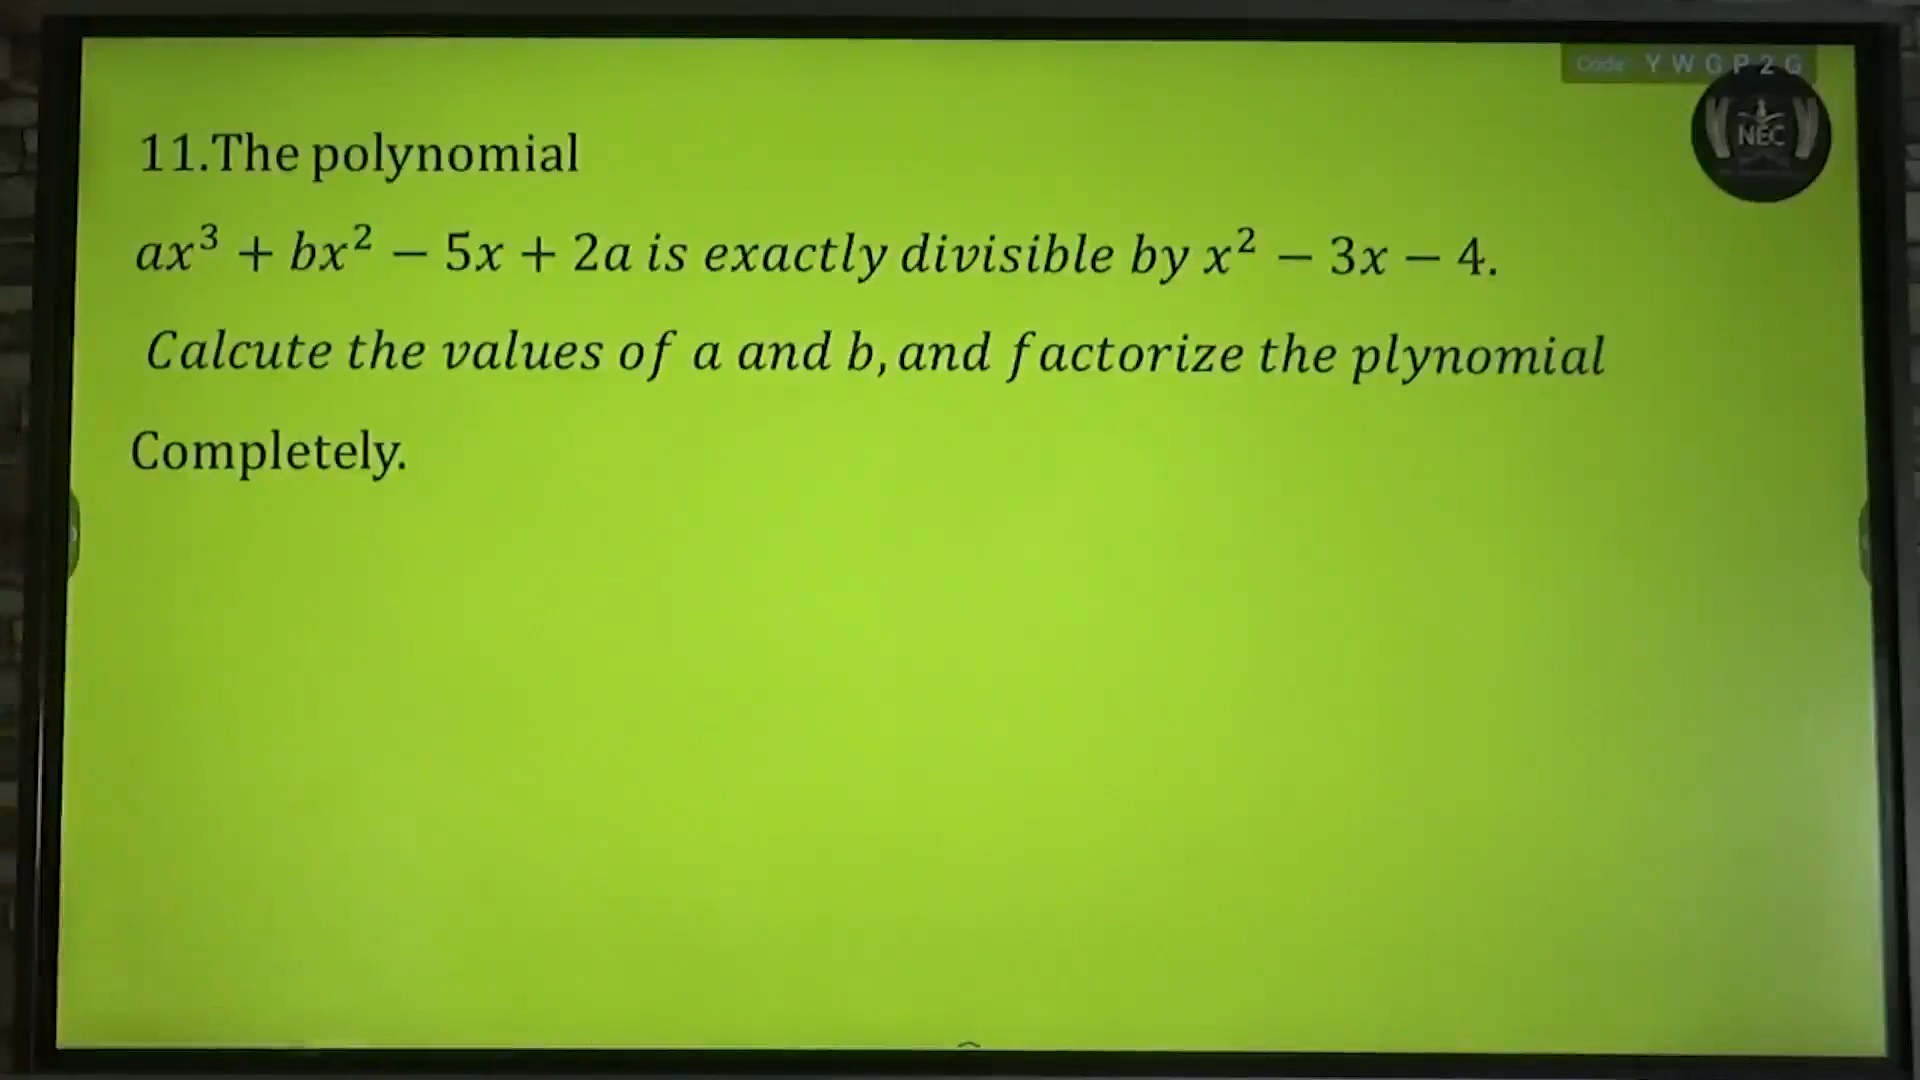 Code: YWGP2G
NEC
11.The polynomial
ax³ + bx² − 5x + 2a is exactly divisible by x² − 3x − 4.
Calcute the values of a and b, and factorize the plynomial
Completely.